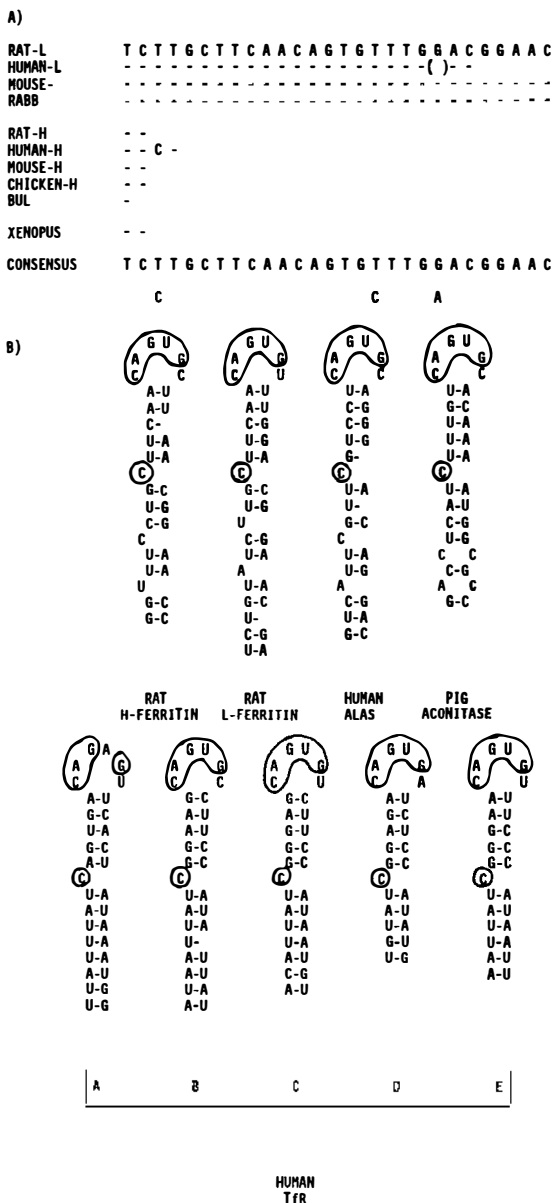 A)
RAT-L T C T T G C T T C A A C A G T G T T T G G A C G G A A C
HUMAN-L - - - - - - - - - - - - - - - - - - - -( )- -
MOUSE- - - - - - - - - - - - - - - - - - - - - - - - - - - - -
RABB - - - - - - - - - - - - - - - - - - - - - - - - - - - -
RAT-H - -
HUMAN-H - - C -
MOUSE-H - -
CHICKEN-H - -
BUL -
XENOPUS - -
CONSENSUS T C T T G C T T C A A C A G T G T T T G G A C G G A A C
C C A
B)
G U G U G U G U
A G A G A G A G
C C C U C C C C
A-U A-U U-A U-A
A-U A-U C-G G-C
C- C-G C-G U-A
U-A U-G U-G U-A
U-A U-A G- U-A
C C C C
G-C G-C U-A U-A
U-G U-G U- A-U
C-G U G-C C-G
C C-G C U-G
U-A U-A U-A C C
U-A A U-G C-G
U U-A A A C
G-C G-C C-G G-C
G-C U- U-A
C-G G-C
U-A
RAT RAT HUMAN PIG
H-FERRITIN L-FERRITIN ALAS ACONITASE
G A G U G U G U G U
A G A G A G A G A G
C U C C C U C A C U
A-U G-C G-C A-U A-U
G-C A-U A-U G-C G-C
U-A A-U G-U A-U A-U
G-C G-C G-C G-C G-C
A-U G-C G-C G-C G-C
C C C C C
U-A U-A U-A U-A U-A
A-U A-U A-U A-U A-U
U-A U-A U-A U-A U-A
U-A U- U-A G-U U-A
A-U A-U A-U U-G A-U
U-G U-A C-G A-U
U-G A-U A-U
A B C D E
HUMAN
TfR